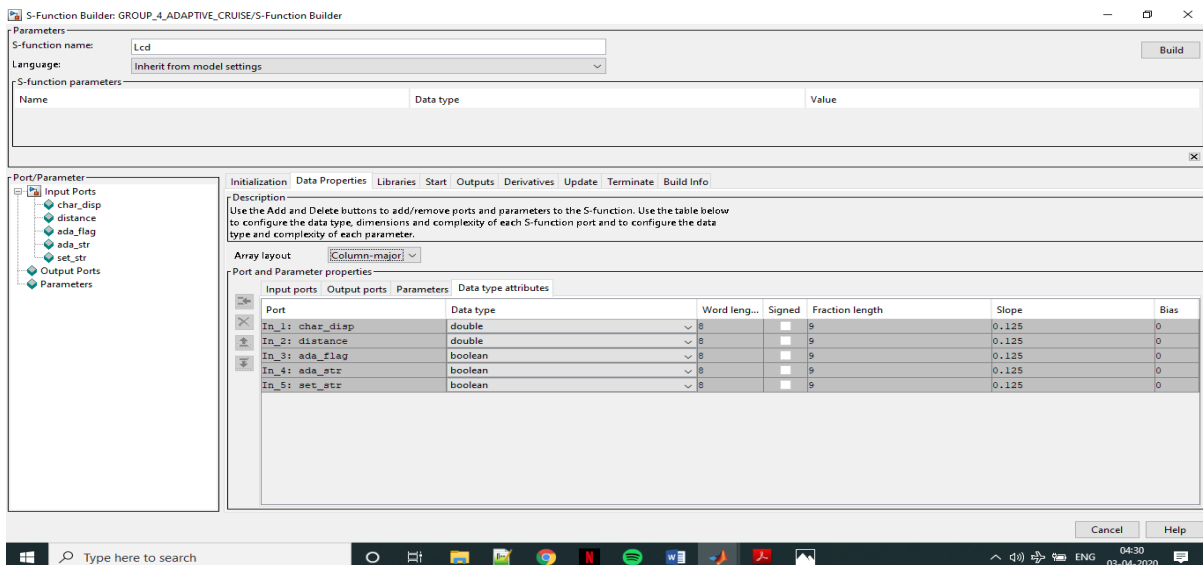 S-Function Builder: GROUP_4_ADAPTIVE_CRUISE/S-Function Builder
Parameters
S-function name: Lcd Build
Language: Inherit from model settings
S-function parameters
Name Data type Value
Port/Parameter
Input Ports
char_disp
distance
ada_flag
ada_str
set_str
Output Ports
Parameters
Initialization Data Properties Libraries Start Outputs Derivatives Update Terminate Build Info
Description
Use the Add and Delete buttons to add/remove ports and parameters to the S-function. Use the table below
to configure the data type, dimensions and complexity of each S-function port and to configure the data
type and complexity of each parameter.
Array layout Column-major
Port and Parameter properties
Input ports Output ports Parameters Data type attributes
Port Data type Word leng... Signed Fraction length Slope Bias
In_1: char_disp double 8 9 0.125 0
In_2: distance double 8 9 0.125 0
In_3: ada_flag boolean 8 9 0.125 0
In_4: ada_str boolean 8 9 0.125 0
In_5: set_str boolean 8 9 0.125 0
Cancel Help
Type here to search ENG 04:30
03-04-2020